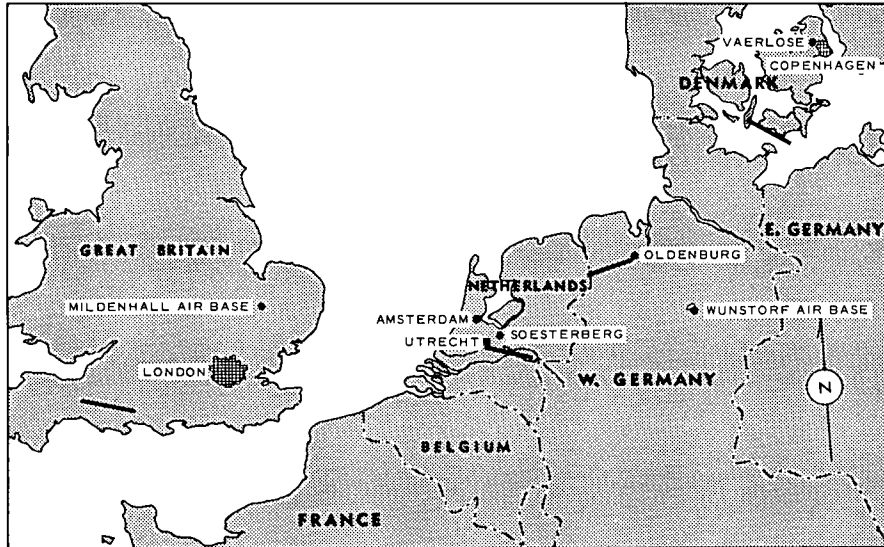 VAERLOSE
COPENHAGEN
DENMARK
E. GERMANY
GREAT BRITAIN
OLDENBURG
NETHERLANDS
MILDENHALL AIR BASE
WUNSTORF AIR BASE
AMSTERDAM
SOESTERBERG
UTRECHT
LONDON
W. GERMANY
N
BELGIUM
FRANCE